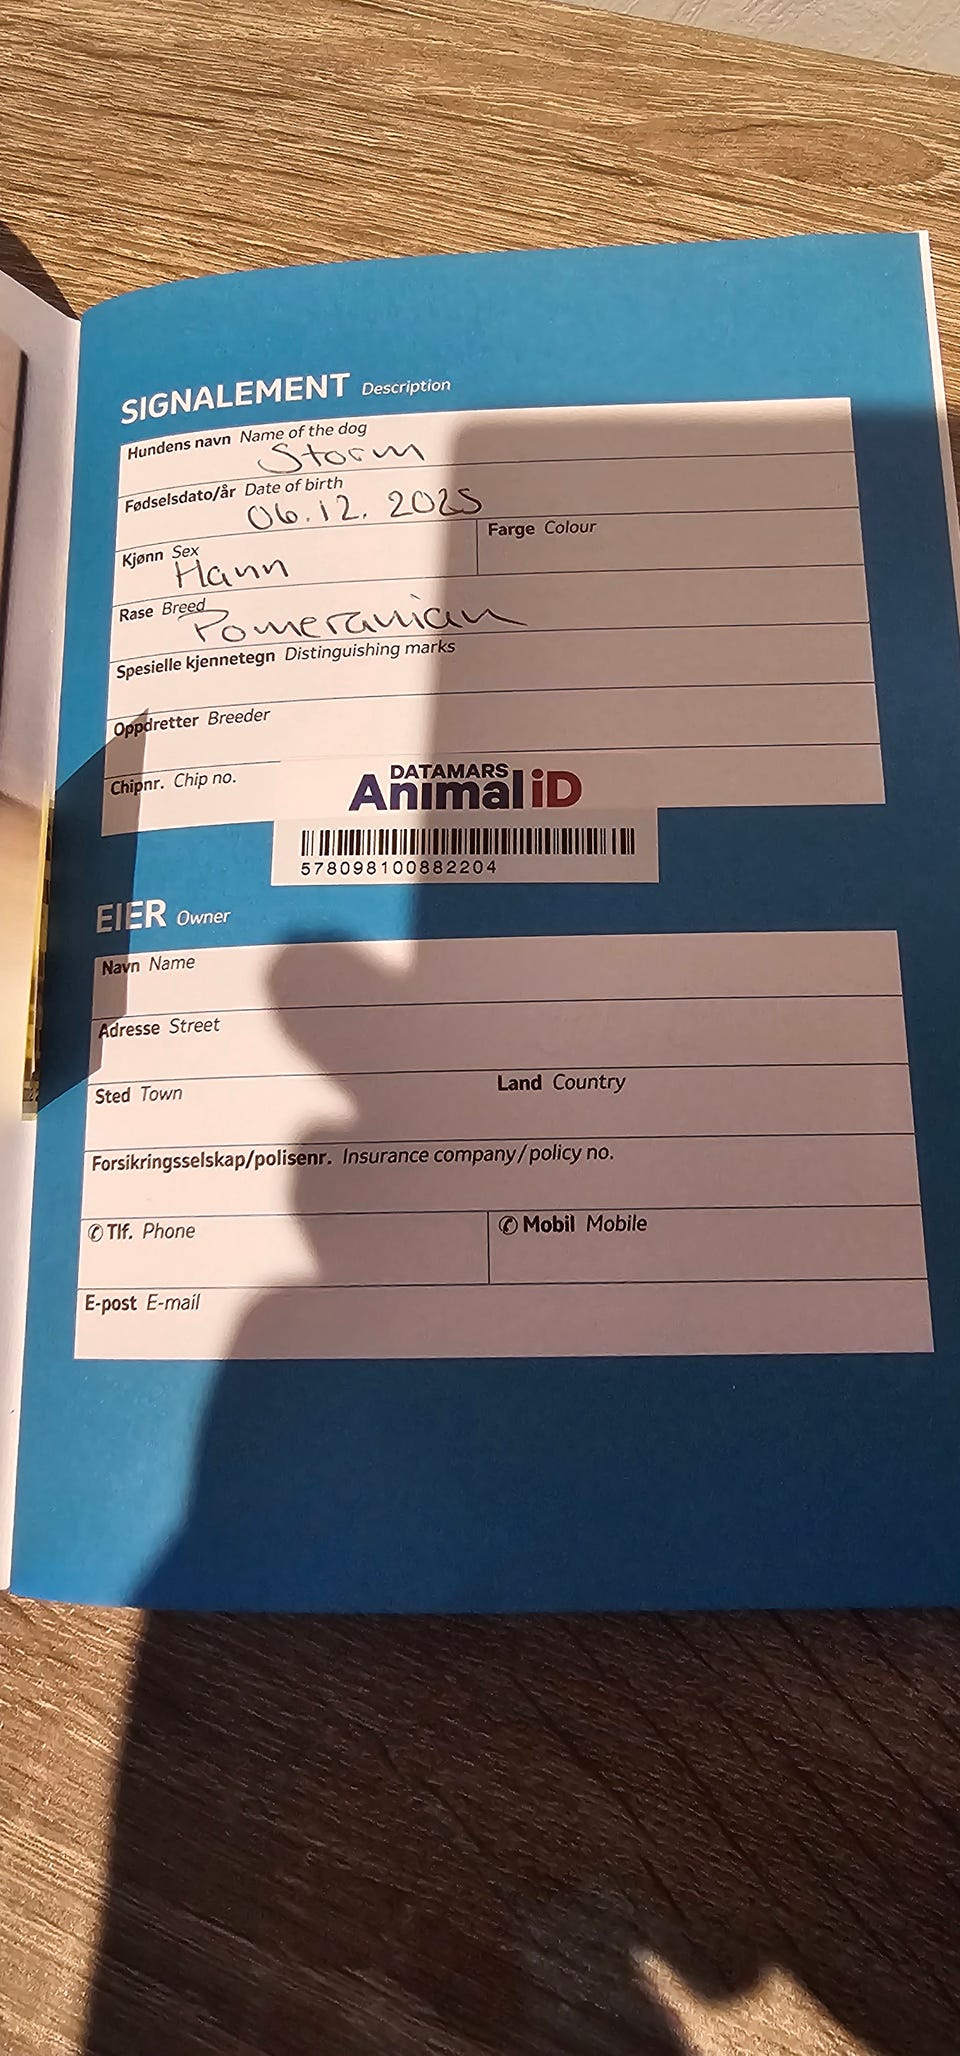 SIGNALEMENT Description
Hundens navn Name of the dog
Storm
Fødselsdato/år Date of birth
06.12.2025
Kjønn Sex
Hann
Farge Colour
Rase Breed
Pomeranian
Spesielle kjennetegn Distinguishing marks
Oppdretter Breeder
Chipnr. Chip no.
DATAMARS
Animal iD
578098100882204
EIER Owner
Navn Name
Adresse Street
Sted Town
Land Country
Forsikringsselskap/polisenr. Insurance company/policy no.
✆ Tlf. Phone
✆ Mobil Mobile
E-post E-mail